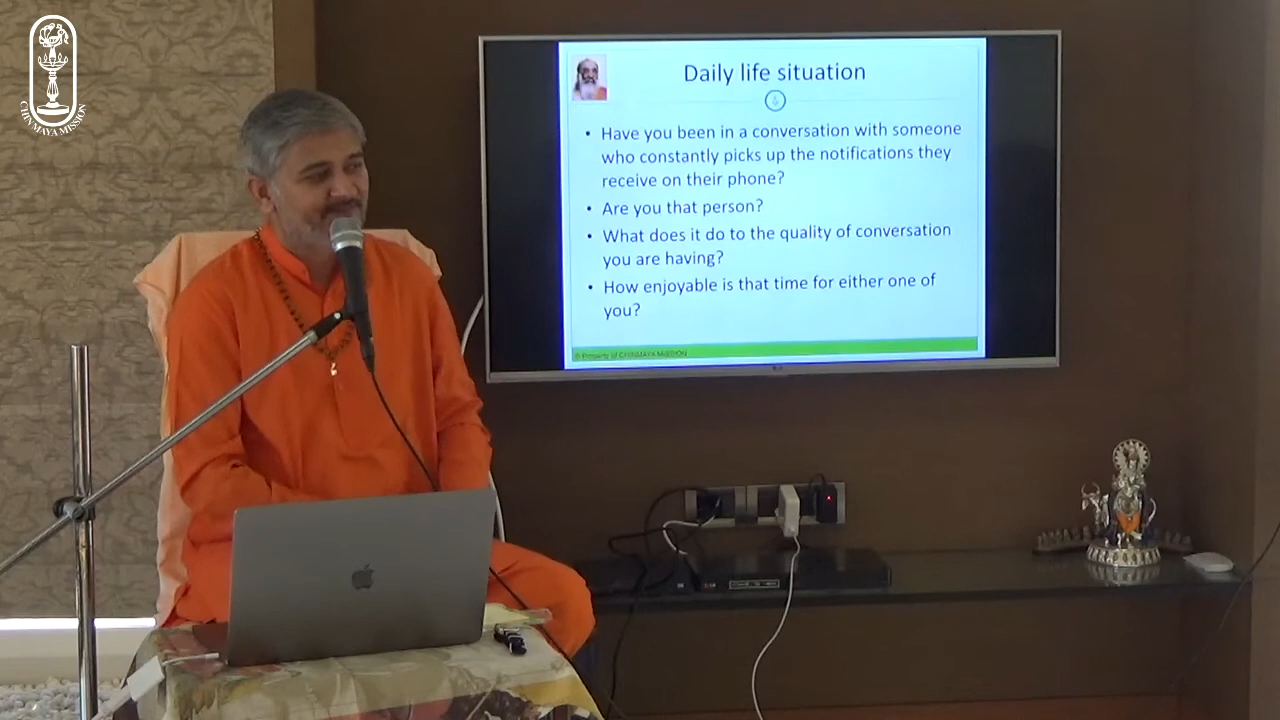 CHINMAYA MISSION
Daily life situation
• Have you been in a conversation with someone
who constantly picks up the notifications they
receive on their phone?
• Are you that person?
• What does it do to the quality of conversation
you are having?
• How enjoyable is that time for either one of
you?
© Property of CHINMAYA MISSION